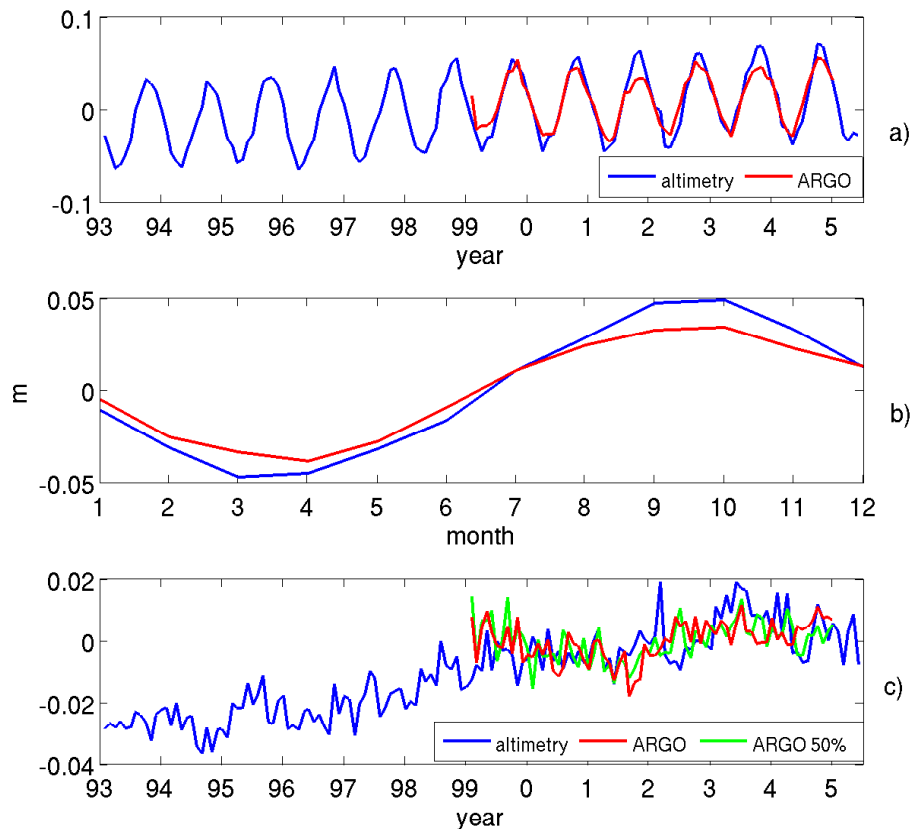 0.1
0
-0.1
altimetry ARGO
a)
93 94 95 96 97 98 99 0 1 2 3 4 5
year
0.05
0
-0.05
m
b)
1 2 3 4 5 6 7 8 9 10 11 12
month
0.02
0
-0.02
-0.04
altimetry ARGO ARGO 50%
c)
93 94 95 96 97 98 99 0 1 2 3 4 5
year